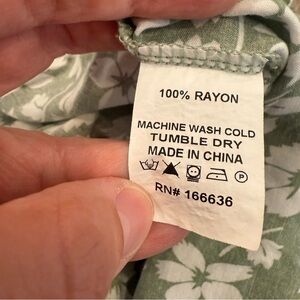 100% RAYON
MACHINE WASH COLD
TUMBLE DRY
MADE IN CHINA
P
RN# 166636